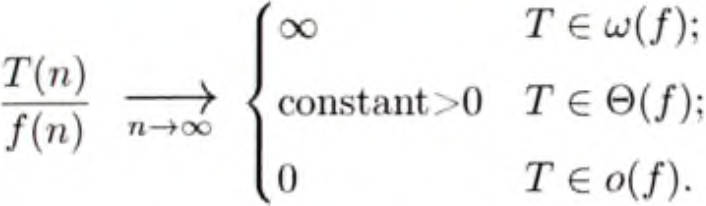 T(n)/f(n) ⟶ n→∞ { ∞ T ∈ ω(f);
constant>0 T ∈ Θ(f);
0 T ∈ o(f).